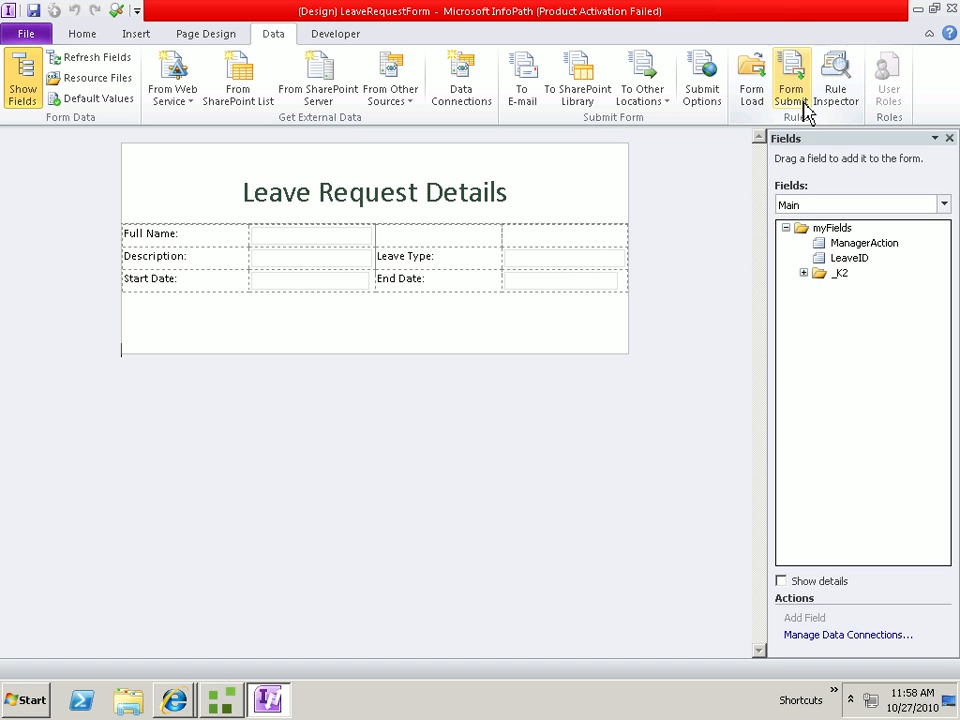 (Design) LeaveRequestForm - Microsoft InfoPath (Product Activation Failed)
File Home Insert Page Design Data Developer
Show Fields
Refresh Fields
Resource Files
Default Values
Form Data
From Web Service
From SharePoint List
From SharePoint Server
From Other Sources
Get External Data
Data Connections
To E-mail
To SharePoint Library
To Other Locations
Submit Form
Submit Options
Form Load
Form Submit
Rule Inspector
User Roles
Roles
Fields
Drag a field to add it to the form.
Fields:
Main
myFields
ManagerAction
LeaveID
_K2
Show details
Actions
Add Field
Manage Data Connections...
Leave Request Details
Full Name:
Description: Leave Type:
Start Date: End Date:
Start
Shortcuts
»
11:58 AM
10/27/2010